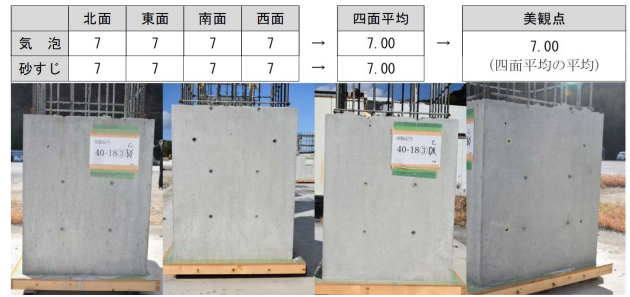 北面 東面 南面 西面 四面平均 美観点
気 泡 7 7 7 7 → 7.00 → 7.00
砂すじ 7 7 7 7 → 7.00 (四面平均の平均)
40-18
40-18